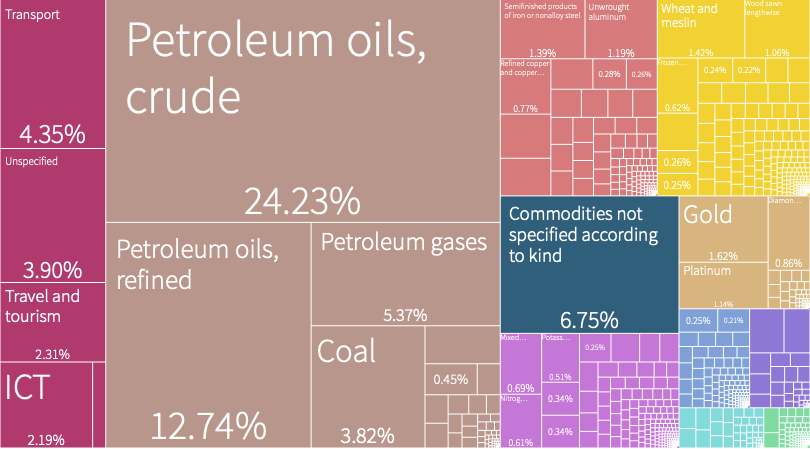 Transport
4.35%
Unspecified
3.90%
Travel and
tourism
2.31%
ICT
2.19%
Petroleum oils,
crude
24.23%
Petroleum oils,
refined
12.74%
Petroleum gases
5.37%
Coal
3.82%
0.45%
Semifinished products
of iron or nonalloy steel
1.39%
Unwrought
aluminum
1.19%
Refined copper
and copper...
0.77%
0.28%
0.26%
Wheat and
meslin
1.42%
Wood sawn
lengthwise
1.06%
Frozen...
0.62%
0.24%
0.22%
0.26%
0.25%
Commodities not
specified according
to kind
6.75%
Gold
1.62%
Diamon...
0.86%
Platinum
1.14%
Mixed...
0.69%
Nitrog...
0.61%
Potass...
0.51%
0.34%
0.34%
0.25%
0.25%
0.21%